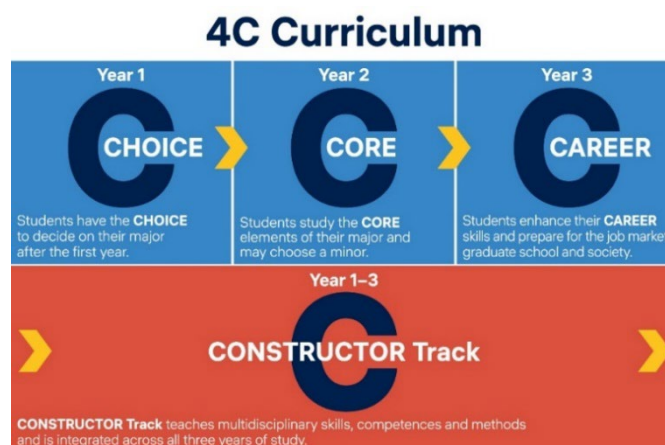 4C Curriculum
Year 1
C
CHOICE
Students have the CHOICE
to decide on their major
after the first year.
Year 2
C
CORE
Students study the CORE
elements of their major and
may choose a minor.
Year 3
C
CAREER
Students enhance their CAREER
skills and prepare for the job market,
graduate school and society.
Year 1–3
C
CONSTRUCTOR Track
CONSTRUCTOR Track teaches multidisciplinary skills, competences and methods
and is integrated across all three years of study.